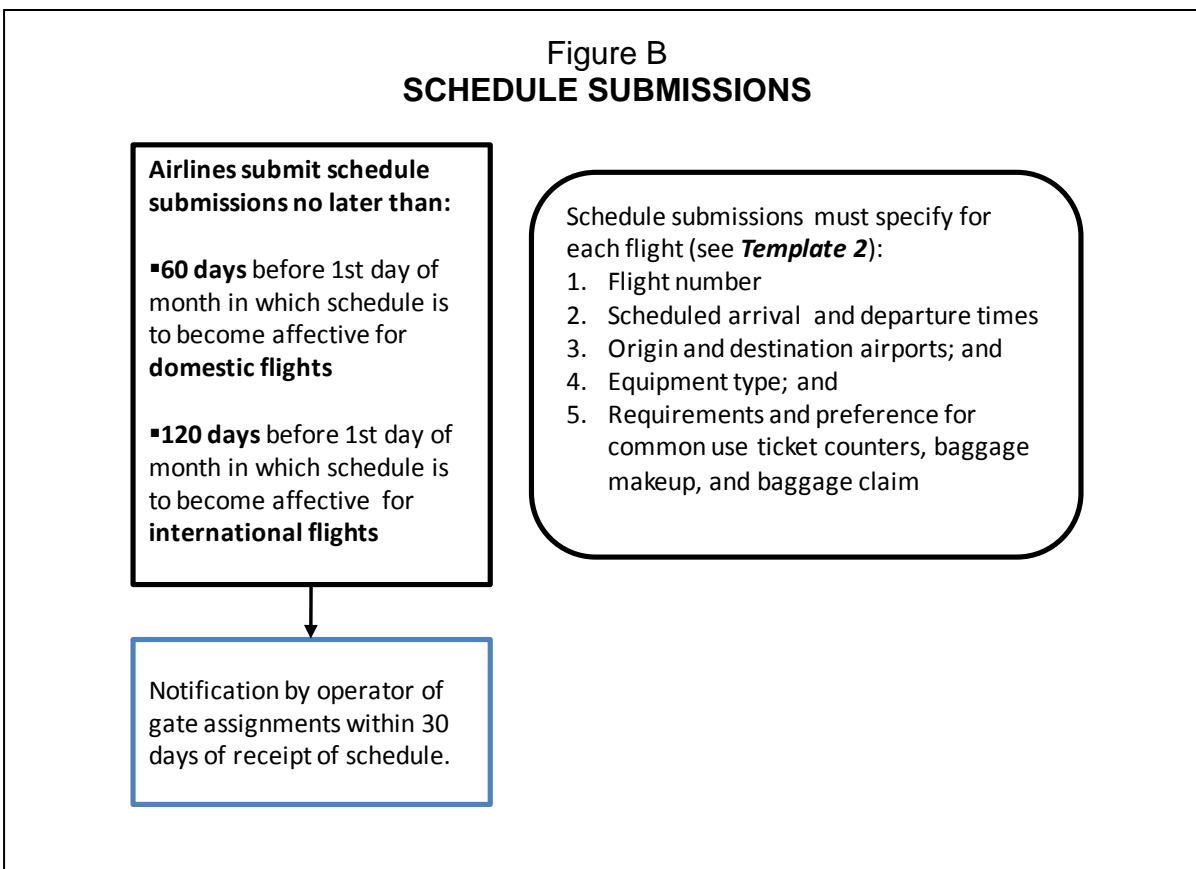 Figure B
SCHEDULE SUBMISSIONS
Airlines submit schedule
submissions no later than:
▪60 days before 1st day of
month in which schedule is
to become affective for
domestic flights
▪120 days before 1st day of
month in which schedule is
to become affective for
international flights
Schedule submissions must specify for
each flight (see Template 2):
1. Flight number
2. Scheduled arrival and departure times
3. Origin and destination airports; and
4. Equipment type; and
5. Requirements and preference for
common use ticket counters, baggage
makeup, and baggage claim
Notification by operator of
gate assignments within 30
days of receipt of schedule.